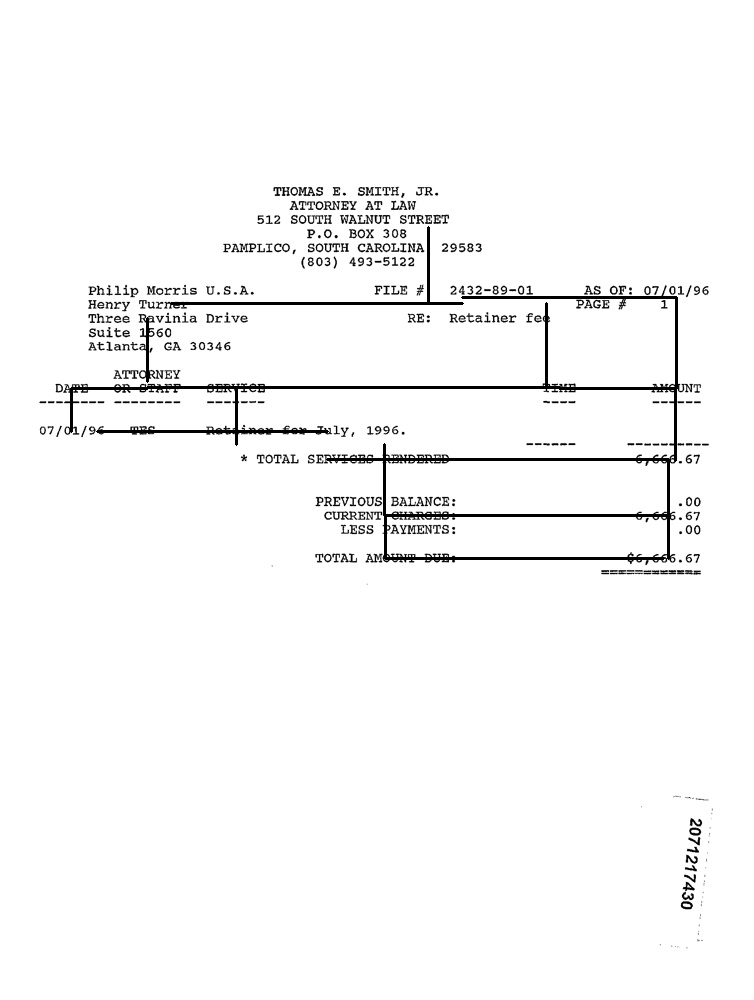 THOMAS E. SMITH, JR.
ATTORNEY AT LAW
512 SOUTH WALNUT STREET
P.O. BOX 308
PAMPLICO, SOUTH CAROLINA 29583
(803) 493-5122
Philip Morris U.S.A. FILE # 2432-89-01 AS OF: 07/01/96
Henry Turner PAGE # 1
Three Ravinia Drive RE: Retainer fee
Suite 1560
Atlanta, GA 30346
ATTORNEY
DATE OR STAFF SERVICE TIME AMOUNT
-------- -------- ------- ---- ------
07/01/96 TES Retainer for July, 1996.
------ ----------
* TOTAL SERVICES RENDERED 6,666.67
PREVIOUS BALANCE: .00
CURRENT CHARGES: 6,666.67
LESS PAYMENTS: .00
TOTAL AMOUNT DUE: $6,666.67
============
2071217430